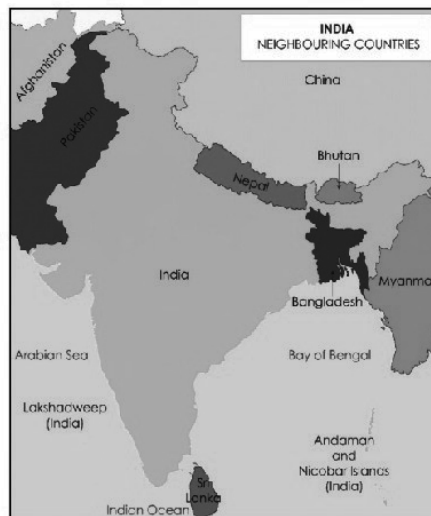 INDIA
NEIGHBOURING COUNTRIES
Afghanistan
China
Pakistan
Bhutan
Nepal
India
Myanma
Bangladesh
Arabian Sea
Bay of Bengal
Lakshadweep
(India)
Andaman
and
Nicobar Islands
(India)
Sri
Lanka
Indian Ocean